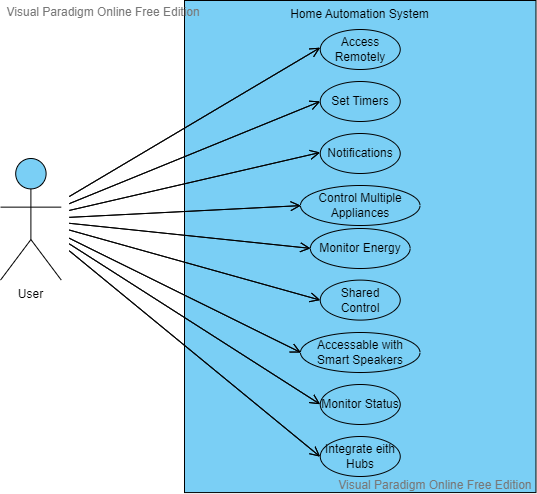 Visual Paradigm Online Free Edition
Home Automation System
Access
Remotely
Set Timers
Notifications
Control Multiple
Appliances
Monitor Energy
User
Shared
Control
Accessable with
Smart Speakers
Monitor Status
Integrate eith
Hubs
Visual Paradigm Online Free Edition